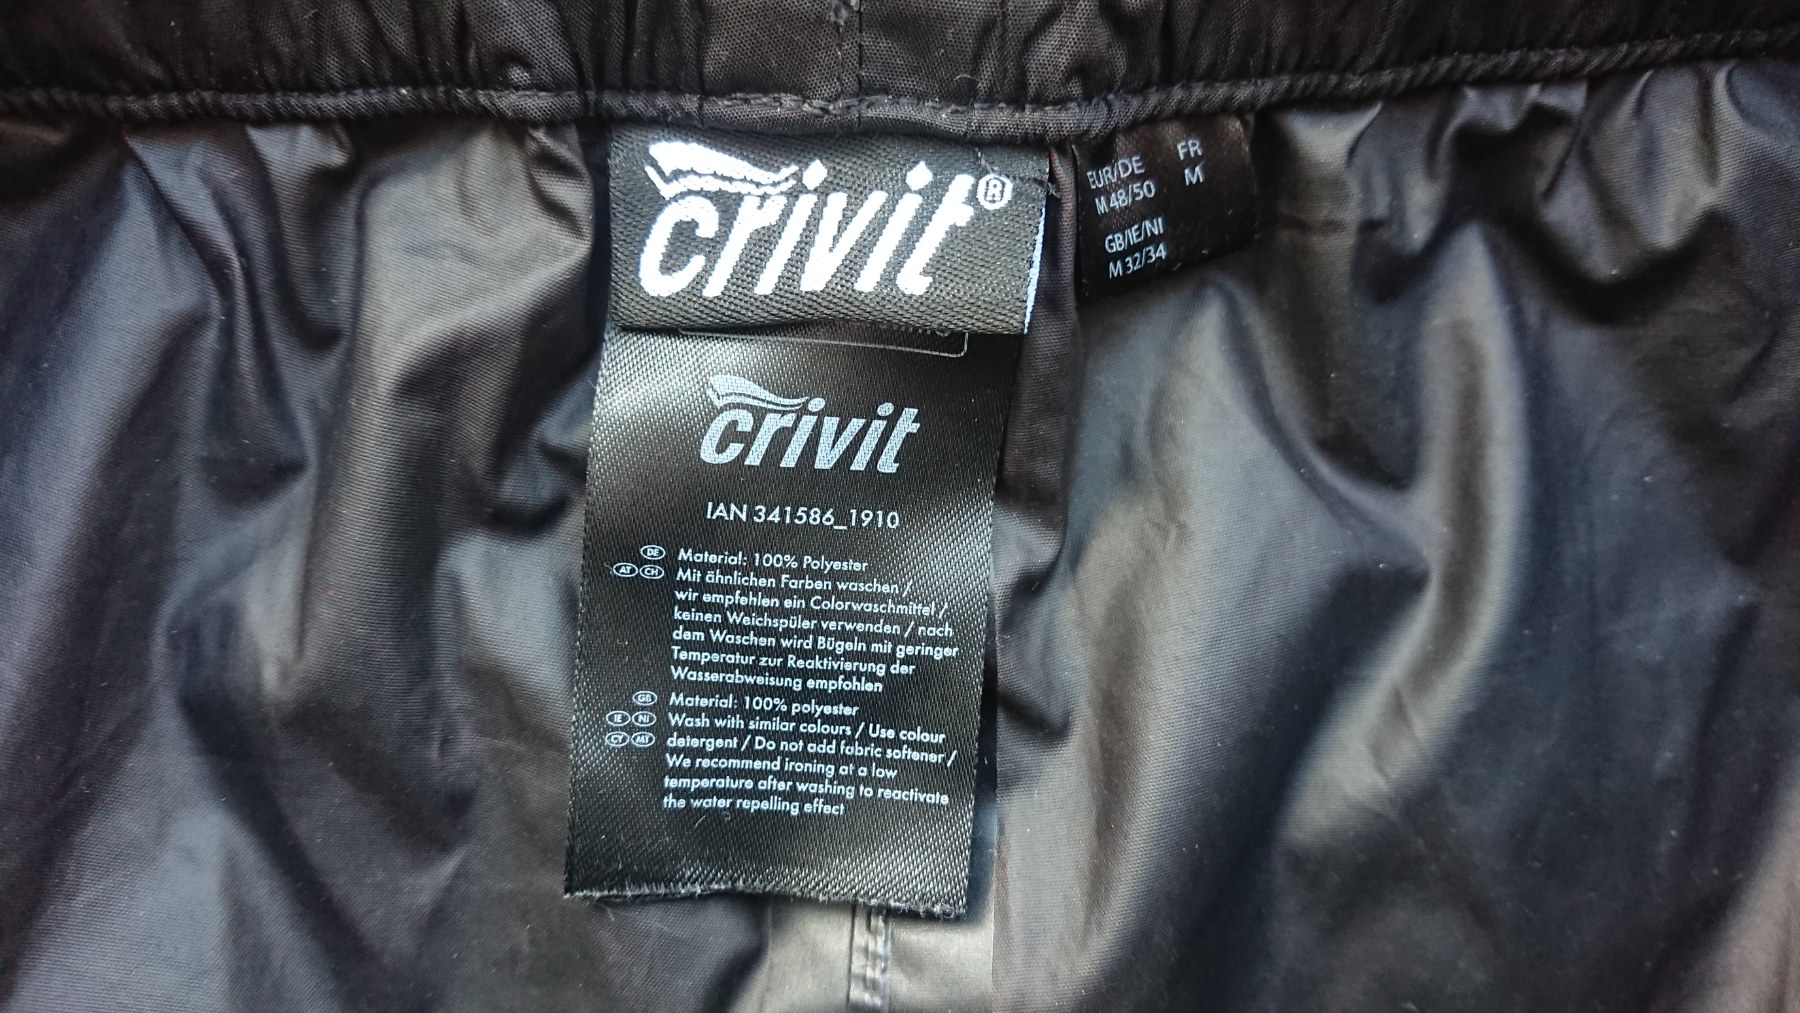 crivit®
EUR/DE FR
M 48/50 M
GB/IE/NI
M 32/34
crivit
IAN 341586_1910
DE Material: 100% Polyester
AT CH Mit ähnlichen Farben waschen /
wir empfehlen ein Colorwaschmittel /
keinen Weichspüler verwenden / nach
dem Waschen wird Bügeln mit geringer
Temperatur zur Reaktivierung der
Wasserabweisung empfohlen
GB Material: 100% polyester
IE NI Wash with similar colours / Use colour
CY MT detergent / Do not add fabric softener /
We recommend ironing at a low
temperature after washing to reactivate
the water repelling effect